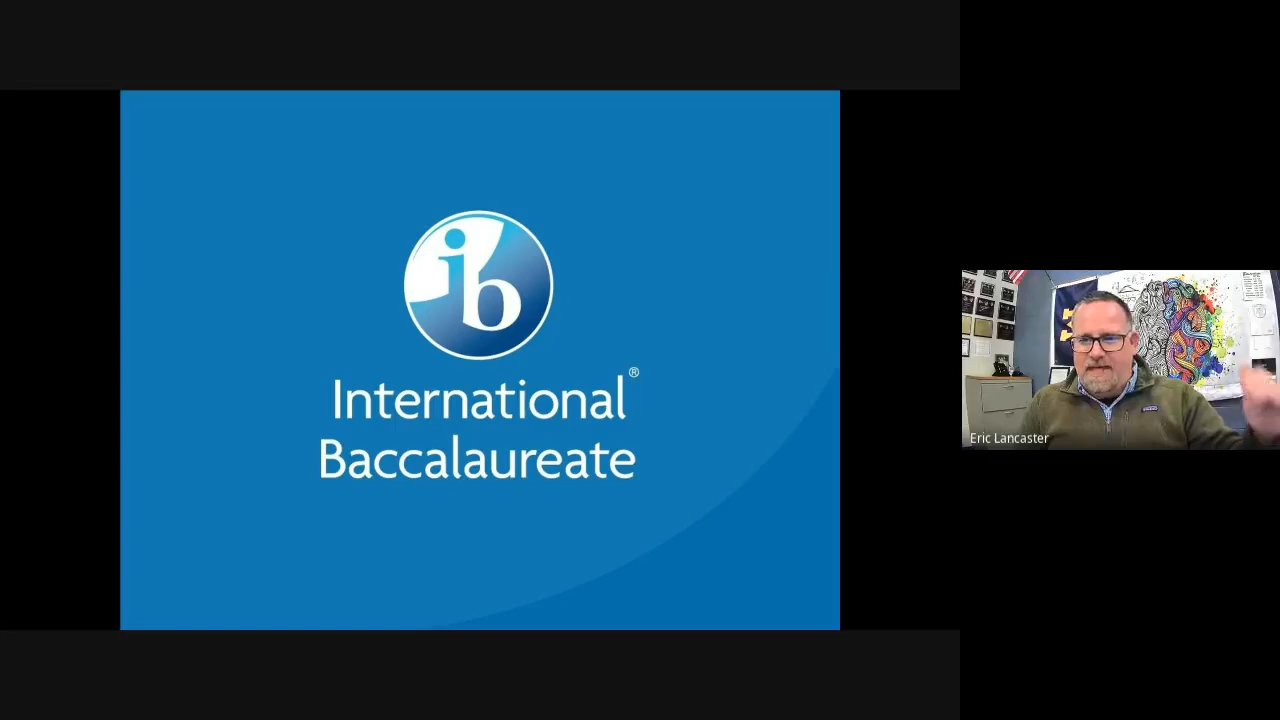 ib
International®
Baccalaureate
Eric Lancaster